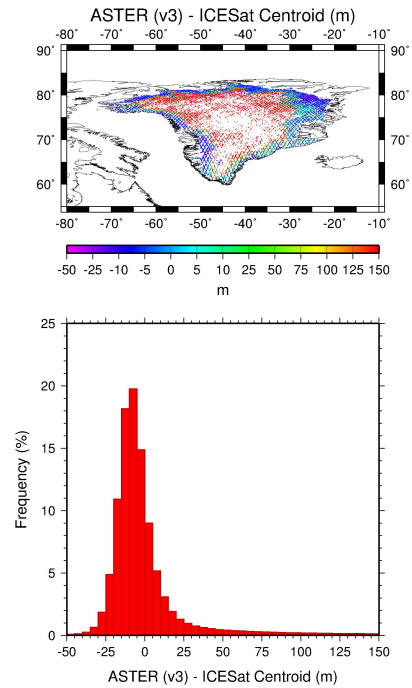 ASTER (v3) - ICESat Centroid (m)
-80˚ -70˚ -60˚ -50˚ -40˚ -30˚ -20˚ -10˚
90˚ 90˚
80˚ 80˚
70˚ 70˚
60˚ 60˚
-80˚ -70˚ -60˚ -50˚ -40˚ -30˚ -20˚ -10˚
-50 -25 -10 -5 0 5 10 25 50 75 100 125 150
m
25
20
15
10
5
0
Frequency (%)
-50 -25 0 25 50 75 100 125 150
ASTER (v3) - ICESat Centroid (m)